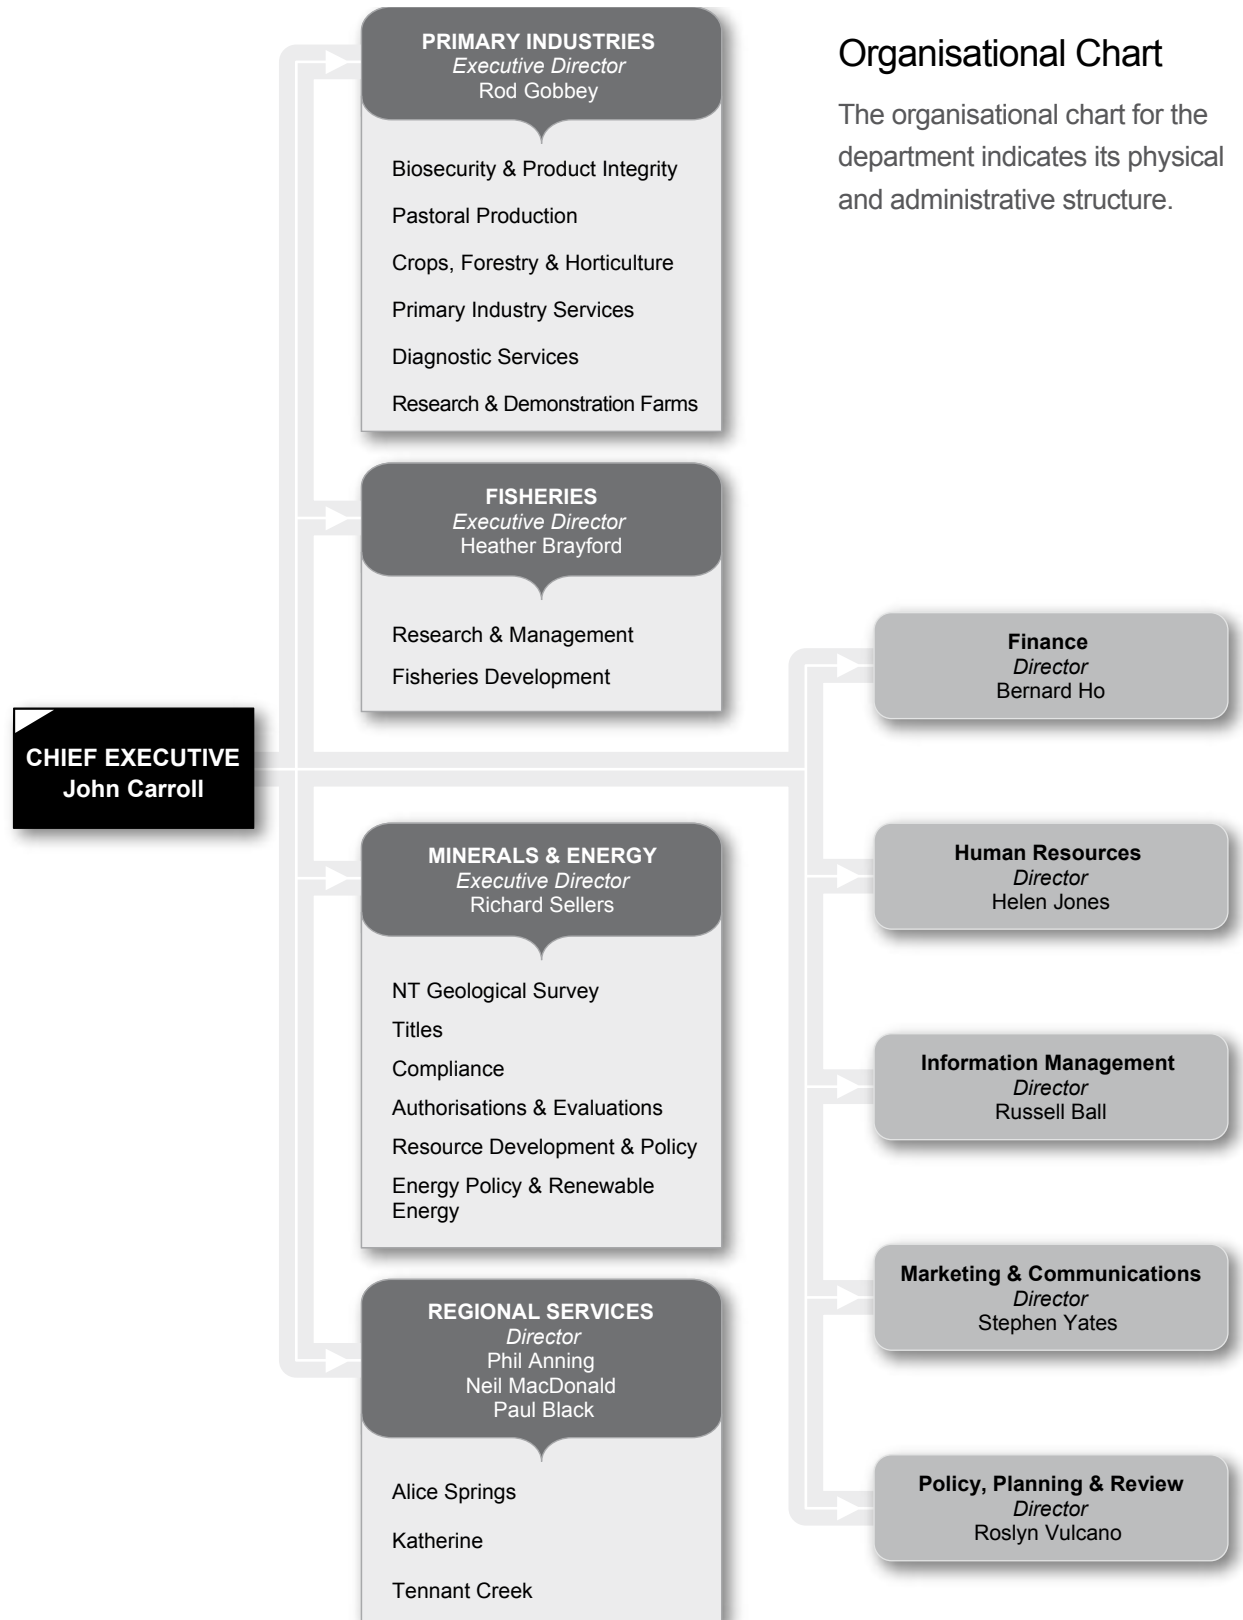 Organisational Chart
The organisational chart for the
department indicates its physical
and administrative structure.
CHIEF EXECUTIVE
John Carroll
PRIMARY INDUSTRIES
Executive Director
Rod Gobbey
Biosecurity & Product Integrity
Pastoral Production
Crops, Forestry & Horticulture
Primary Industry Services
Diagnostic Services
Research & Demonstration Farms
FISHERIES
Executive Director
Heather Brayford
Research & Management
Fisheries Development
MINERALS & ENERGY
Executive Director
Richard Sellers
NT Geological Survey
Titles
Compliance
Authorisations & Evaluations
Resource Development & Policy
Energy Policy & Renewable
Energy
REGIONAL SERVICES
Director
Phil Anning
Neil MacDonald
Paul Black
Alice Springs
Katherine
Tennant Creek
Finance
Director
Bernard Ho
Human Resources
Director
Helen Jones
Information Management
Director
Russell Ball
Marketing & Communications
Director
Stephen Yates
Policy, Planning & Review
Director
Roslyn Vulcano